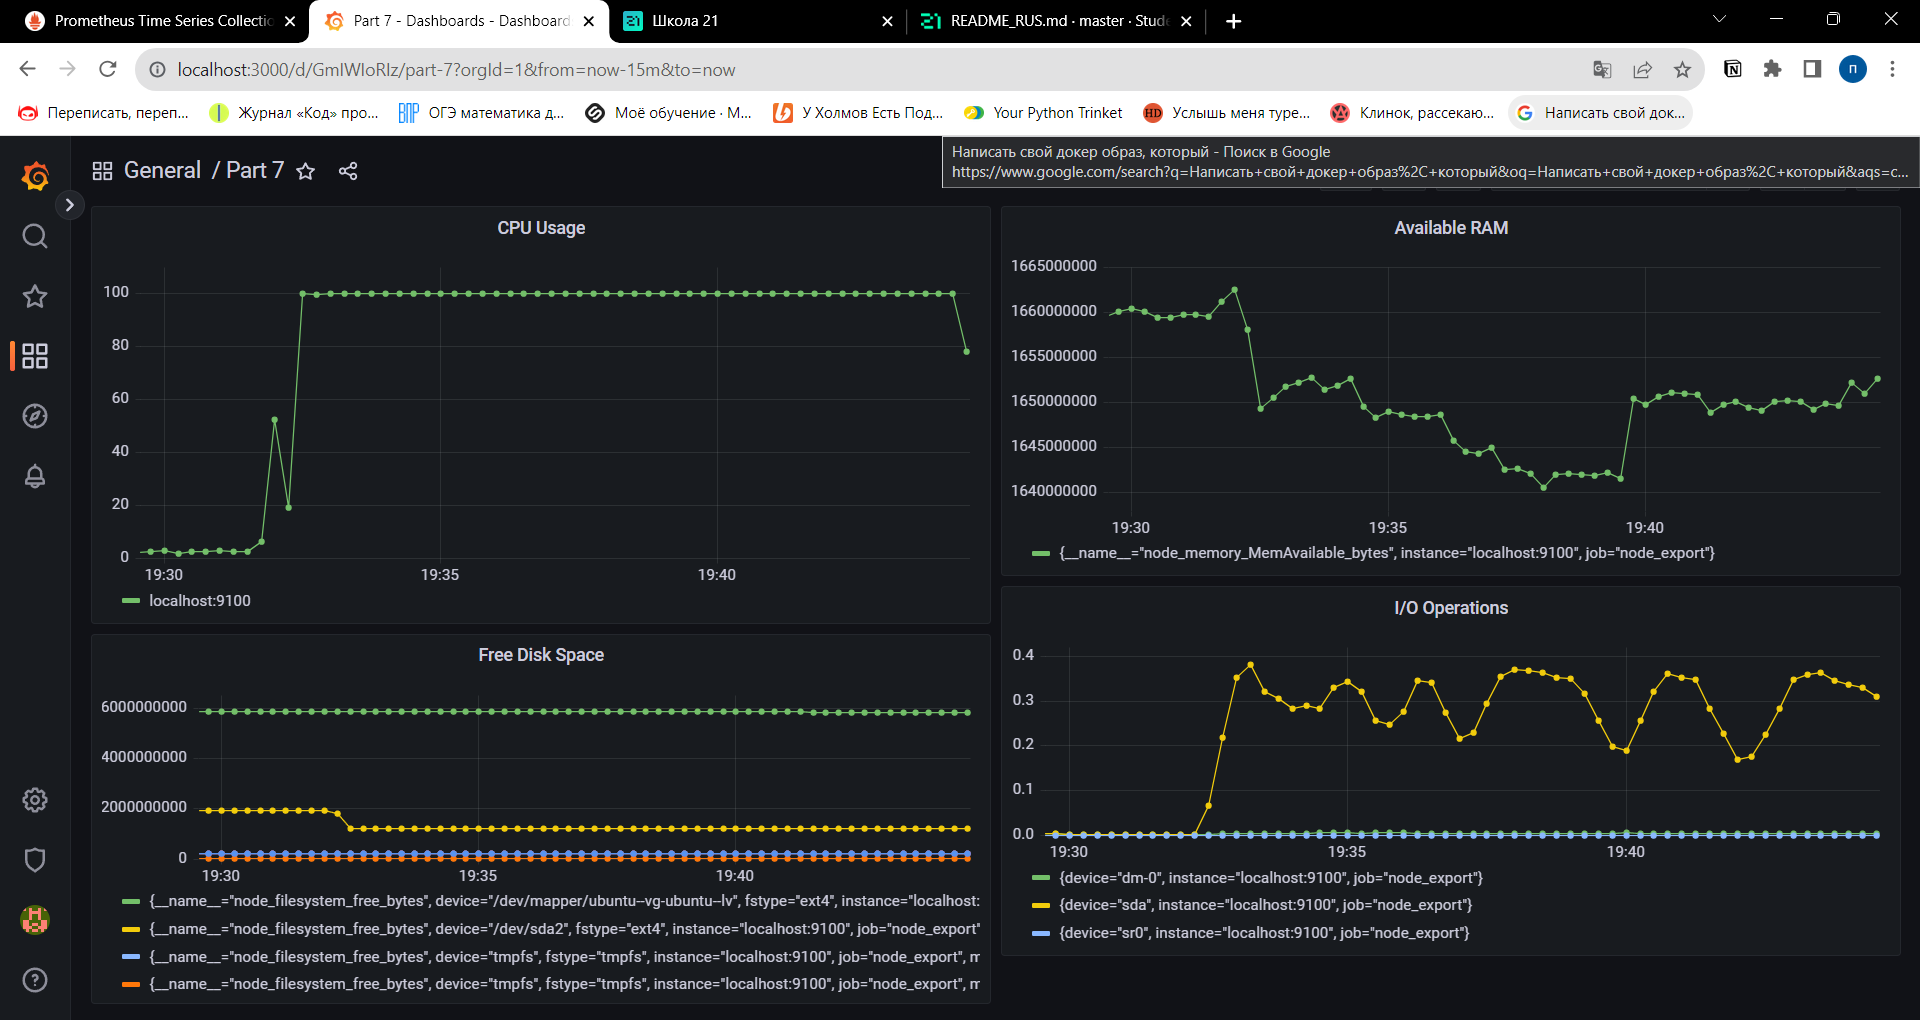 Prometheus Time Series Collectio
Part 7 - Dashboards - Dashboard
Школа 21
README_RUS.md · master · Stude
localhost:3000/d/GmIWIoRIz/part-7?orgId=1&from=now-15m&to=now
П
Переписать, переп...
Журнал «Код» про...
ОГЭ математика д...
Моё обучение · М...
У Холмов Есть Под...
Your Python Trinket
HD Услышь меня туре...
Клинок, рассекаю...
Написать свой док...
Написать свой докер образ, который - Поиск в Google
https://www.google.com/search?q=Написать+свой+докер+образ%2C+который&oq=Написать+свой+докер+образ%2C+который&aqs=c...
General / Part 7
CPU Usage
100
80
60
40
20
0
19:30 19:35 19:40
localhost:9100
Available RAM
1665000000
1660000000
1655000000
1650000000
1645000000
1640000000
19:30 19:35 19:40
{__name__="node_memory_MemAvailable_bytes", instance="localhost:9100", job="node_export"}
Free Disk Space
6000000000
4000000000
2000000000
0
19:30 19:35 19:40
{__name__="node_filesystem_free_bytes", device="/dev/mapper/ubuntu--vg-ubuntu--lv", fstype="ext4", instance="localhost:
{__name__="node_filesystem_free_bytes", device="/dev/sda2", fstype="ext4", instance="localhost:9100", job="node_export"
{__name__="node_filesystem_free_bytes", device="tmpfs", fstype="tmpfs", instance="localhost:9100", job="node_export", m
{__name__="node_filesystem_free_bytes", device="tmpfs", fstype="tmpfs", instance="localhost:9100", job="node_export", m
I/O Operations
0.4
0.3
0.2
0.1
0.0
19:30 19:35 19:40
{device="dm-0", instance="localhost:9100", job="node_export"}
{device="sda", instance="localhost:9100", job="node_export"}
{device="sr0", instance="localhost:9100", job="node_export"}